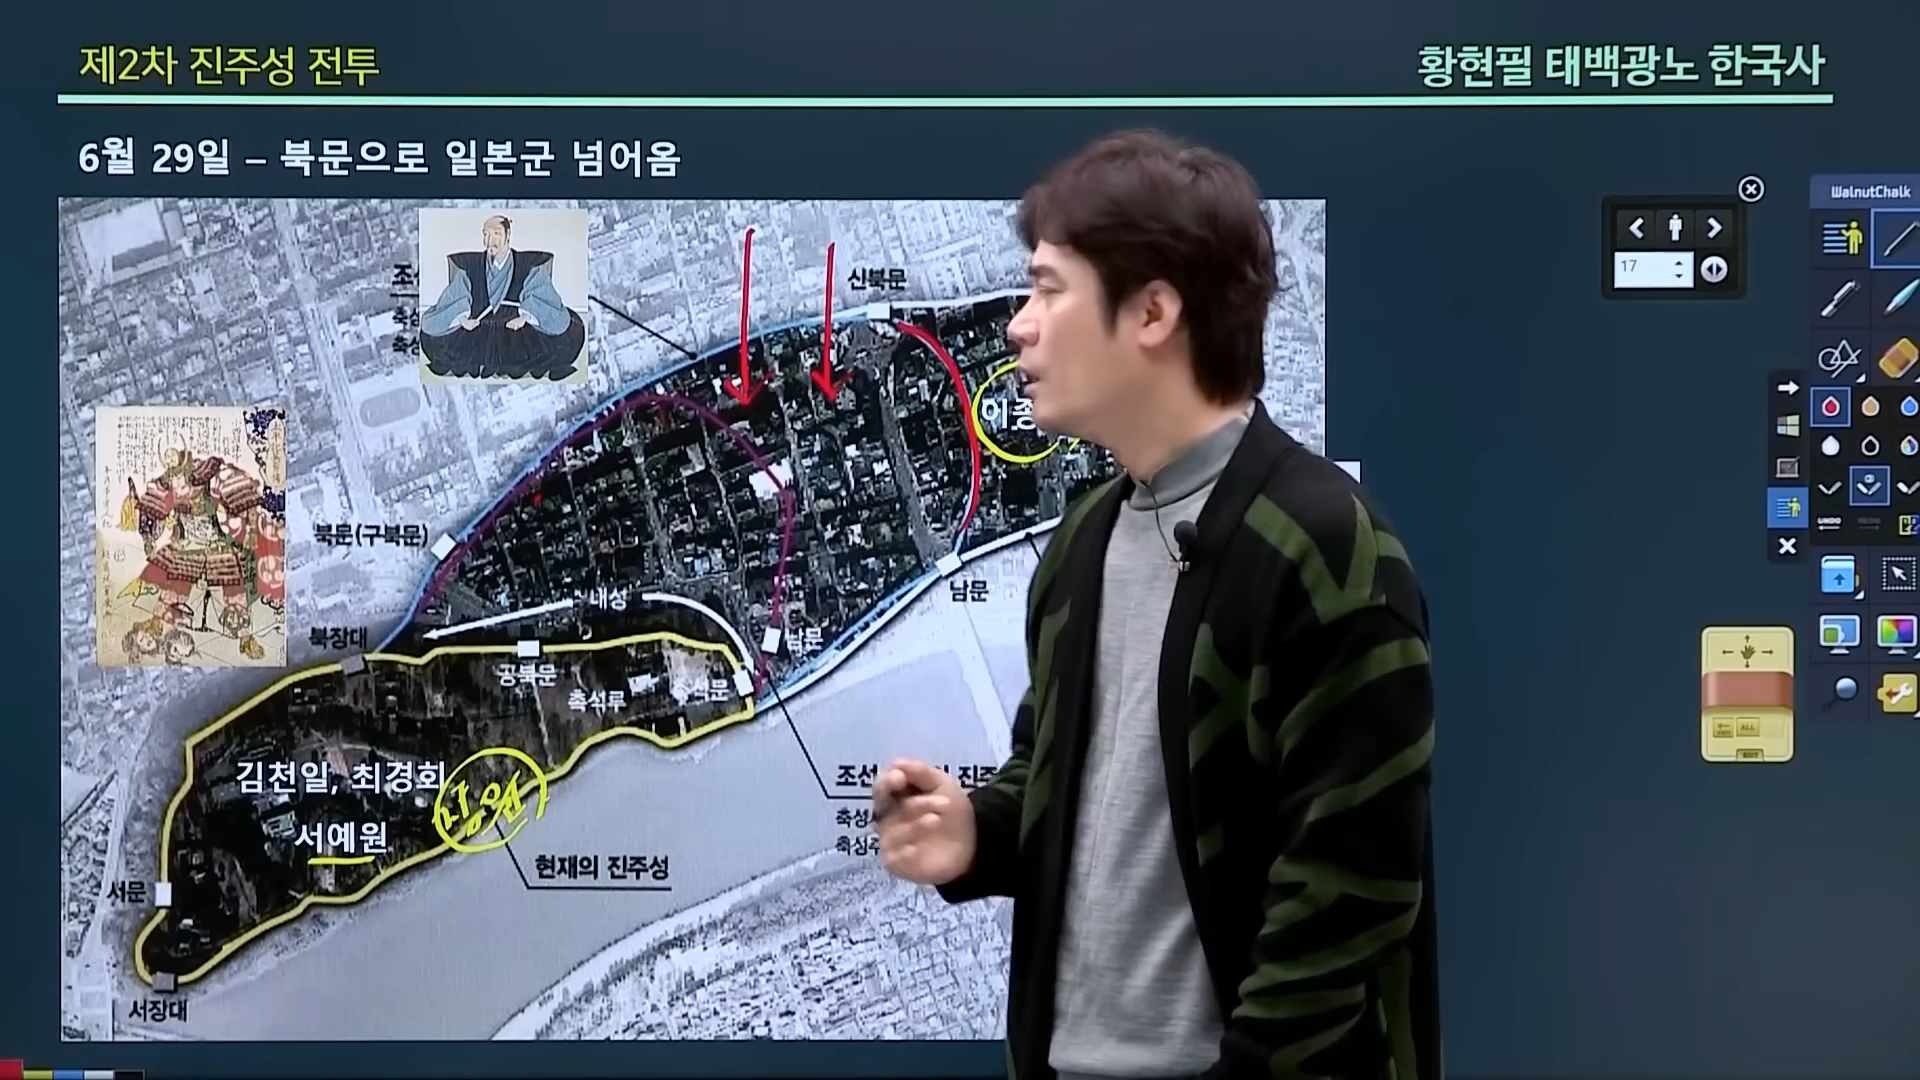 제2차 진주성 전투
황현필 태백광노 한국사
6월 29일 – 북문으로 일본군 넘어옴
WalnutChalk
17
신북문
북문(구북문)
내성
남문
북장대
남문
공북문
촉석루
촉석문
김천일, 최경회
서예원
현재의 진주성
서문
서장대
UNDO
REDO
ALL
EXIT